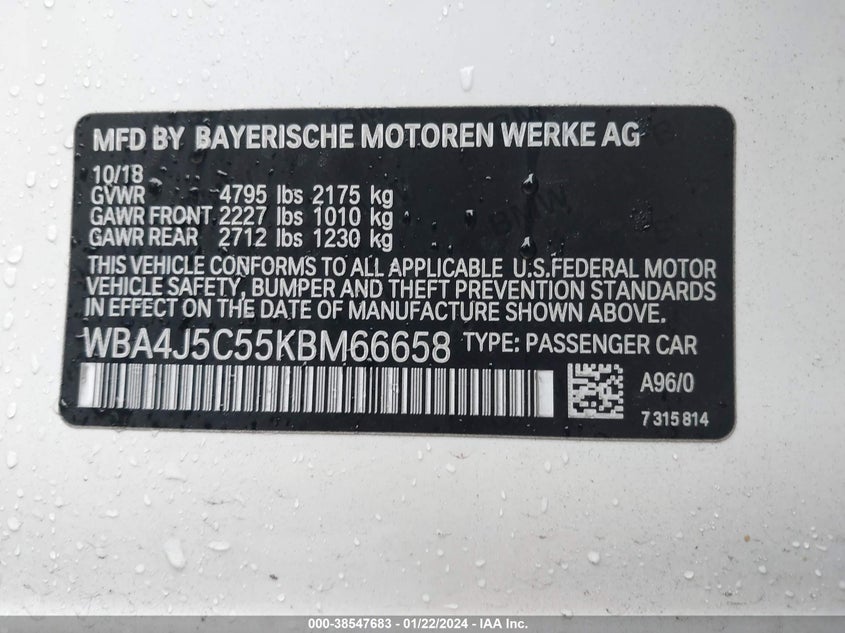 MFD BY BAYERISCHE MOTOREN WERKE AG
10/18
GVWR 4795 lbs 2175 kg
GAWR FRONT 2227 lbs 1010 kg
GAWR REAR 2712 lbs 1230 kg
THIS VEHICLE CONFORMS TO ALL APPLICABLE U.S.FEDERAL MOTOR
VEHICLE SAFETY, BUMPER AND THEFT PREVENTION STANDARDS
IN EFFECT ON THE DATE OF MANUFACTURE SHOWN ABOVE.
WBA4J5C55KBM66658 TYPE: PASSENGER CAR
A96/0
7 315 814
000-38547683 - 01/22/2024 - IAA Inc.